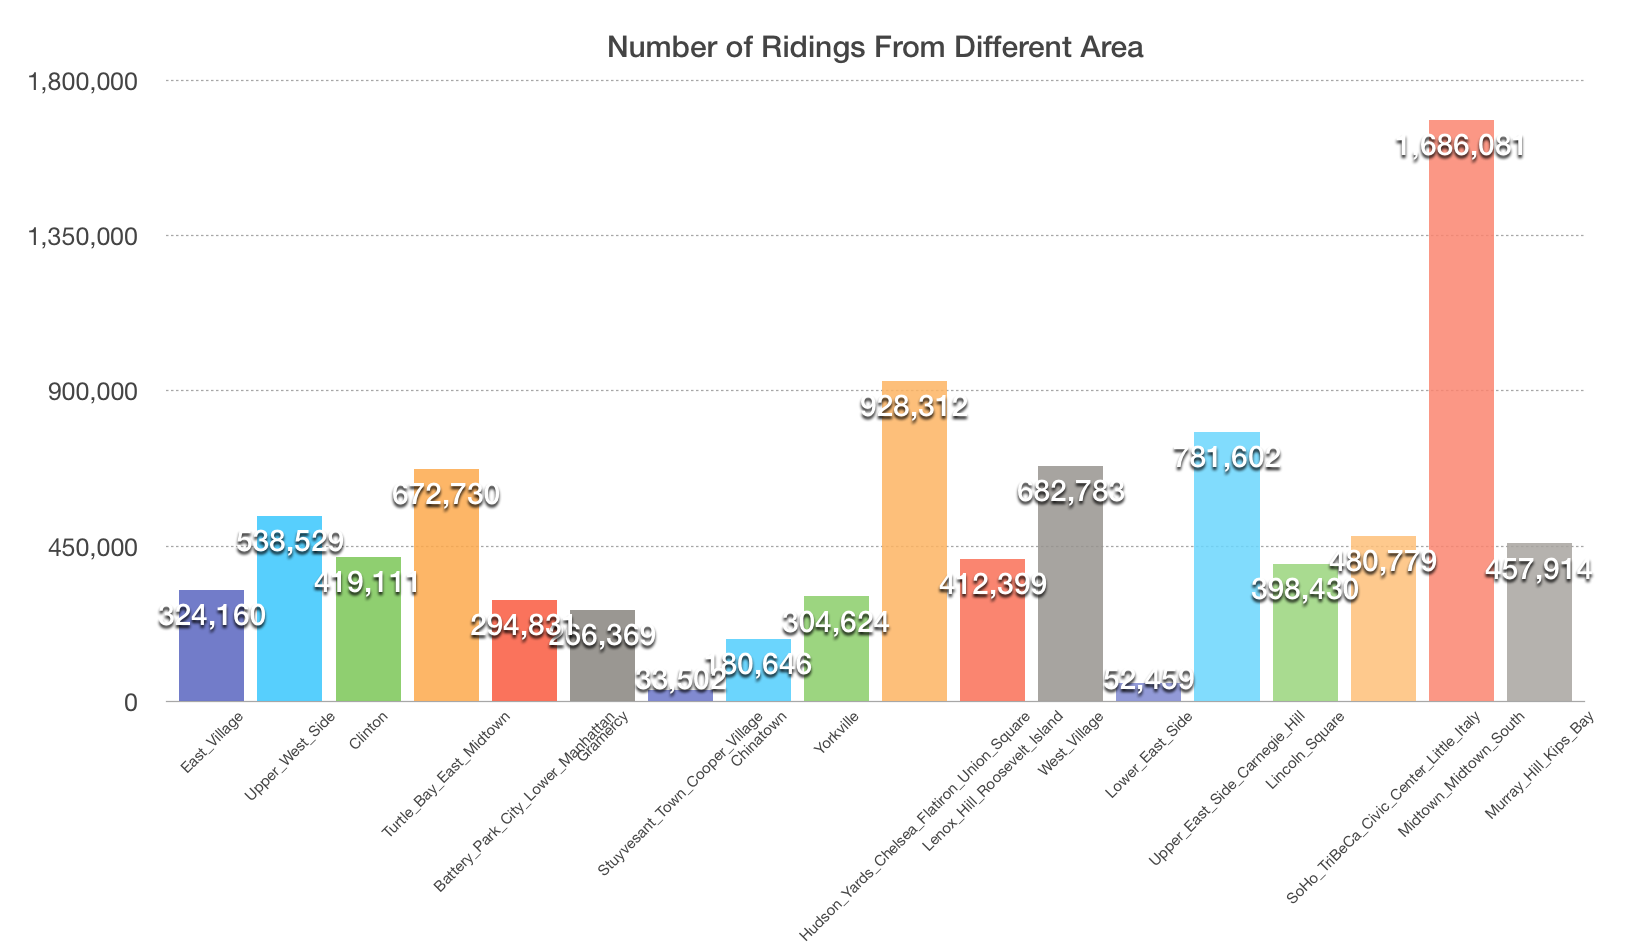 Number of Ridings From Different Area
1,800,000
1,350,000
900,000
450,000
0
324,160
538,529
419,111
672,730
294,831
266,369
33,502
180,646
304,624
928,312
412,399
682,783
52,459
781,602
398,430
480,779
1,686,081
457,914
East_Village
Upper_West_Side
Clinton
Turtle_Bay_East_Midtown
Battery_Park_City_Lower_Manhattan
Gramercy
Stuyvesant_Town_Cooper_Village
Chinatown
Yorkville
Hudson_Yards_Chelsea_Flatiron_Union_Square
Lenox_Hill_Roosevelt_Island
West_Village
Lower_East_Side
Upper_East_Side_Carnegie_Hill
Lincoln_Square
SoHo_TriBeCa_Civic_Center_Little_Italy
Midtown_Midtown_South
Murray_Hill_Kips_Bay